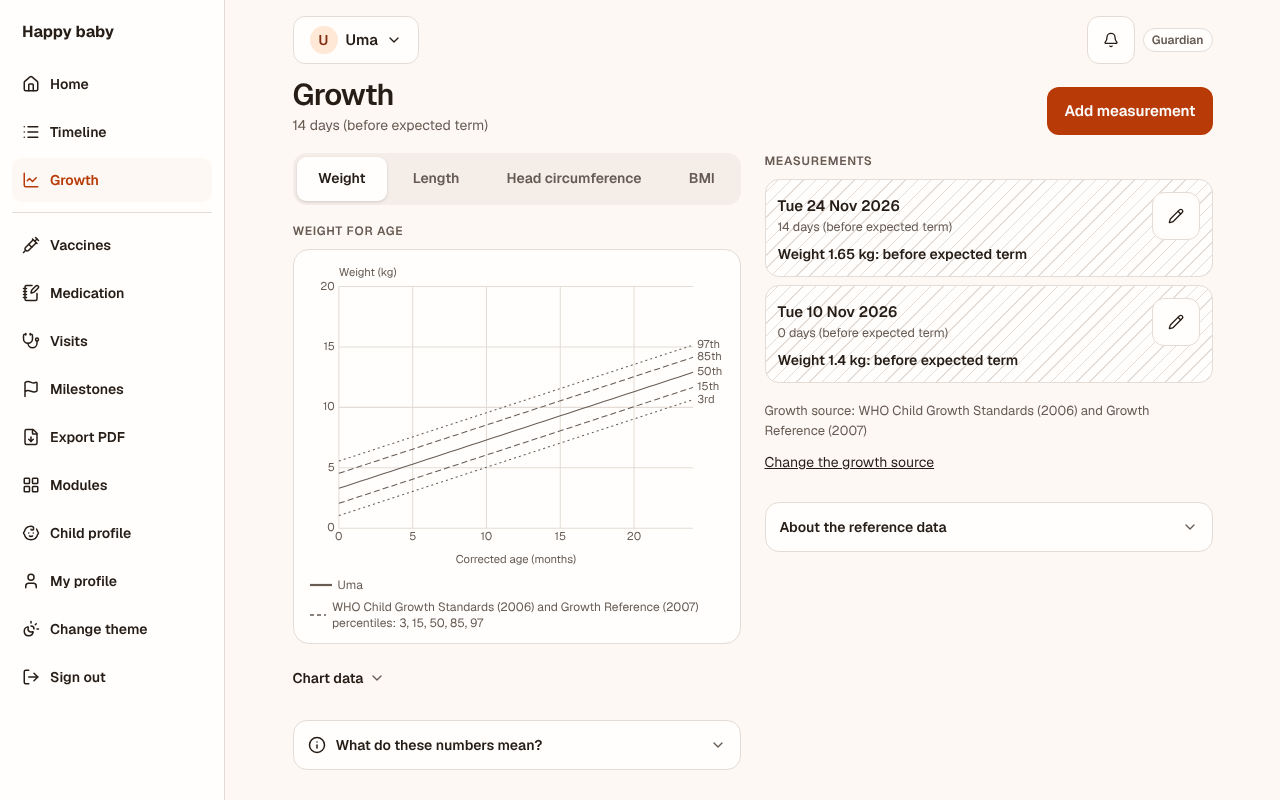 Happy baby
Home
Timeline
Growth
Vaccines
Medication
Visits
Milestones
Export PDF
Modules
Child profile
My profile
Change theme
Sign out
U Uma
Guardian
Growth
14 days (before expected term)
Add measurement
Weight Length Head circumference BMI
WEIGHT FOR AGE
Weight (kg)
20
15
10
5
0
97th
85th
50th
15th
3rd
0 5 10 15 20
Corrected age (months)
Uma
WHO Child Growth Standards (2006) and Growth Reference (2007)
percentiles: 3, 15, 50, 85, 97
Chart data
What do these numbers mean?
MEASUREMENTS
Tue 24 Nov 2026
14 days (before expected term)
Weight 1.65 kg: before expected term
Tue 10 Nov 2026
0 days (before expected term)
Weight 1.4 kg: before expected term
Growth source: WHO Child Growth Standards (2006) and Growth
Reference (2007)
Change the growth source
About the reference data